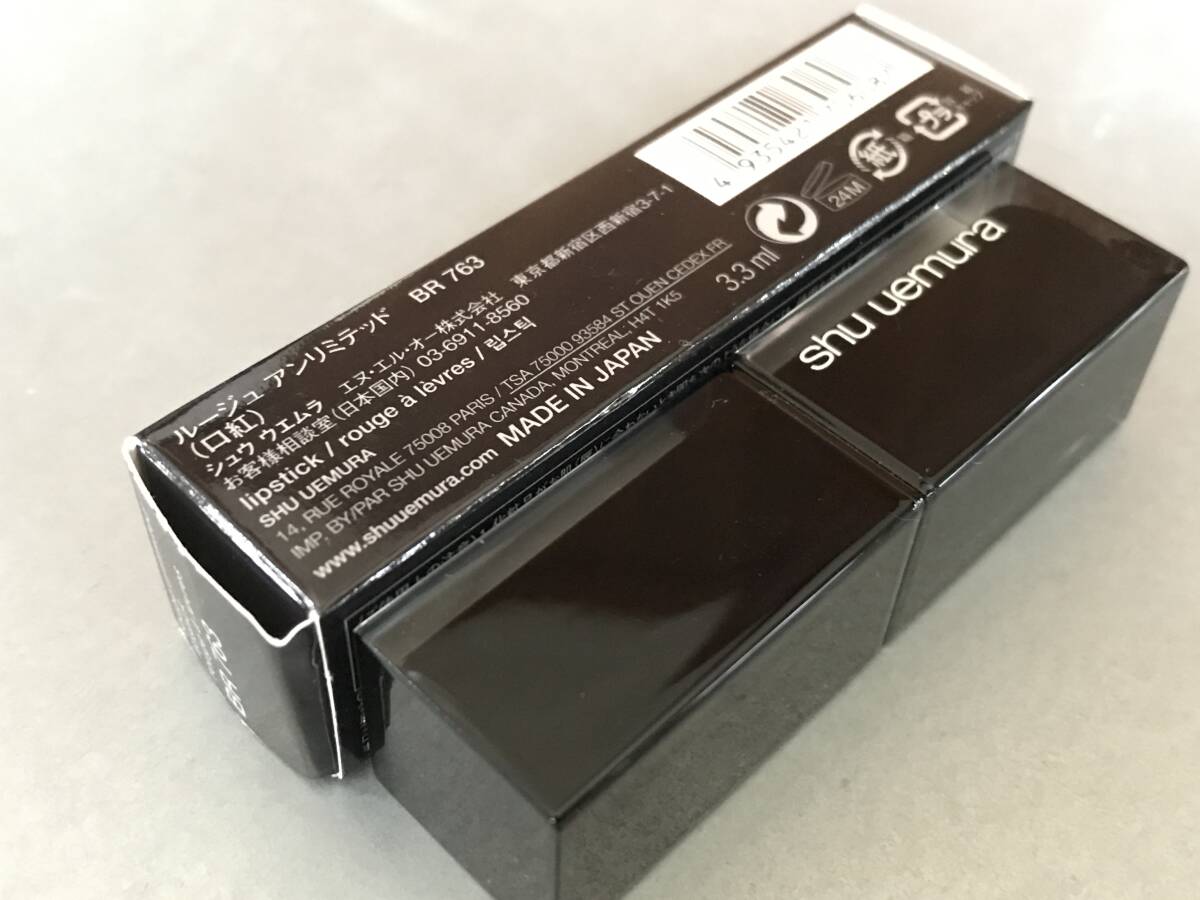 ルージュ アンリミテッド BR 763
(口紅)
シュウ ウエムラ エヌ・エル・オー株式会社 東京都新宿区西新宿3-7-1
お客様相談室(日本国内) 03-6911-8560
lipstick / rouge à lèvres / 립스틱
SHU UEMURA
14, RUE ROYALE 75008 PARIS / TSA 75000 93584 ST OUEN CEDEX FR
IMP. BY/PAR SHU UEMURA CANADA, MONTREAL, H4T 1K5
www.shuuemura.com MADE IN JAPAN
3.3 ml
24M
紙
プラ
shu uemura